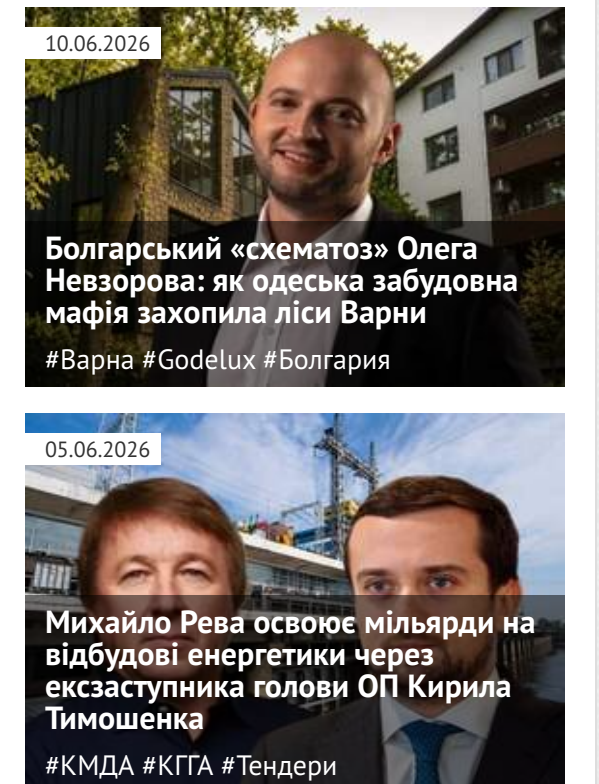 10.06.2026
Болгарський «схематоз» Олега
Невзорова: як одеська забудовна
мафія захопила ліси Варни
#Варна #Godelux #Болгария
05.06.2026
Михайло Рева освоює мільярди на
відбудові енергетики через
ексзаступника голови ОП Кирила
Тимошенка
#КМДА #КГГА #Тендери